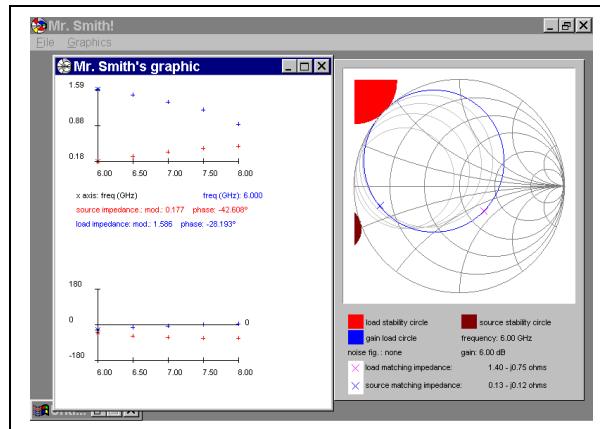 Mr. Smith!
File Graphics
Mr. Smith's graphic
1.59
0.88
0.18
6.00 6.50 7.00 7.50 8.00
x axis: freq (GHz) freq (GHz): 6.000
source impedance.: mod.: 0.177 phase: -42.608º
load impedance: mod.: 1.586 phase: -28.193º
180
0 0
-180
6.00 6.50 7.00 7.50 8.00
load stability circle source stability circle
gain load circle frequency: 6.00 GHz
noise fig. : none gain: 6.00 dB
load matching impedance: 1.40 - j0.75 ohms
source matching impedance: 0.13 - j0.12 ohms